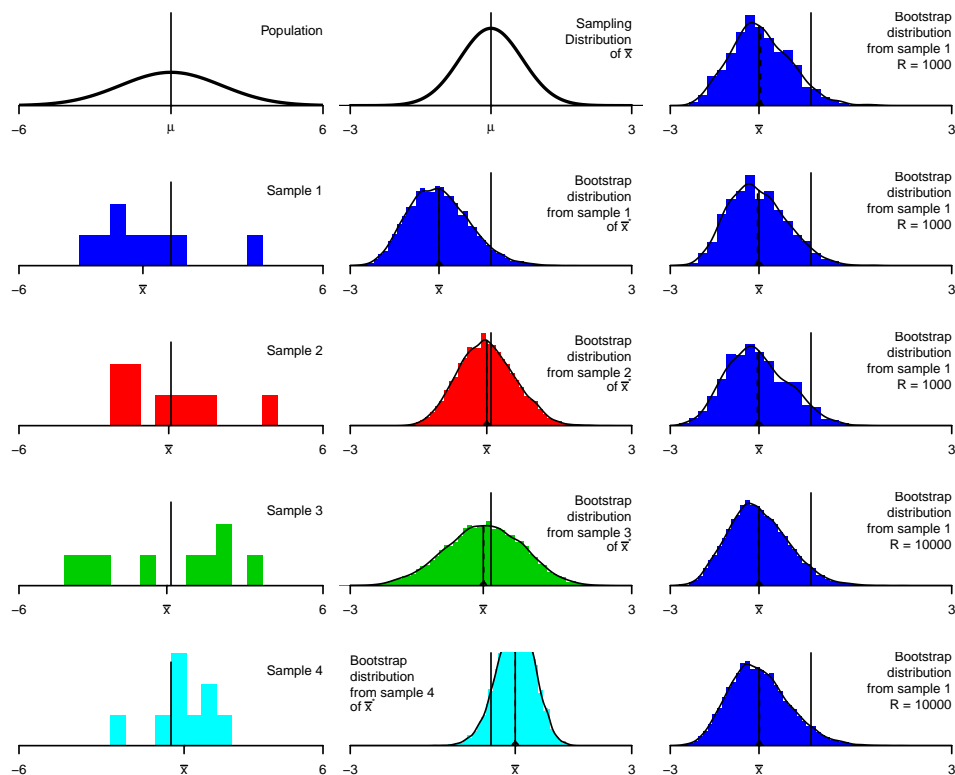 Population
−6 μ 6
Sampling
Distribution
of x̄
−3 μ 3
Bootstrap
distribution
from sample 1
R = 1000
−3 x̄ 3
Sample 1
−6 x̄ 6
Bootstrap
distribution
from sample 1
of x̄*
−3 x̄ 3
Bootstrap
distribution
from sample 1
R = 1000
−3 x̄ 3
Sample 2
−6 x̄ 6
Bootstrap
distribution
from sample 2
of x̄*
−3 x̄ 3
Bootstrap
distribution
from sample 1
R = 1000
−3 x̄ 3
Sample 3
−6 x̄ 6
Bootstrap
distribution
from sample 3
of x̄*
−3 x̄ 3
Bootstrap
distribution
from sample 1
R = 10000
−3 x̄ 3
Sample 4
−6 x̄ 6
Bootstrap
distribution
from sample 4
of x̄*
−3 x̄ 3
Bootstrap
distribution
from sample 1
R = 10000
−3 x̄ 3